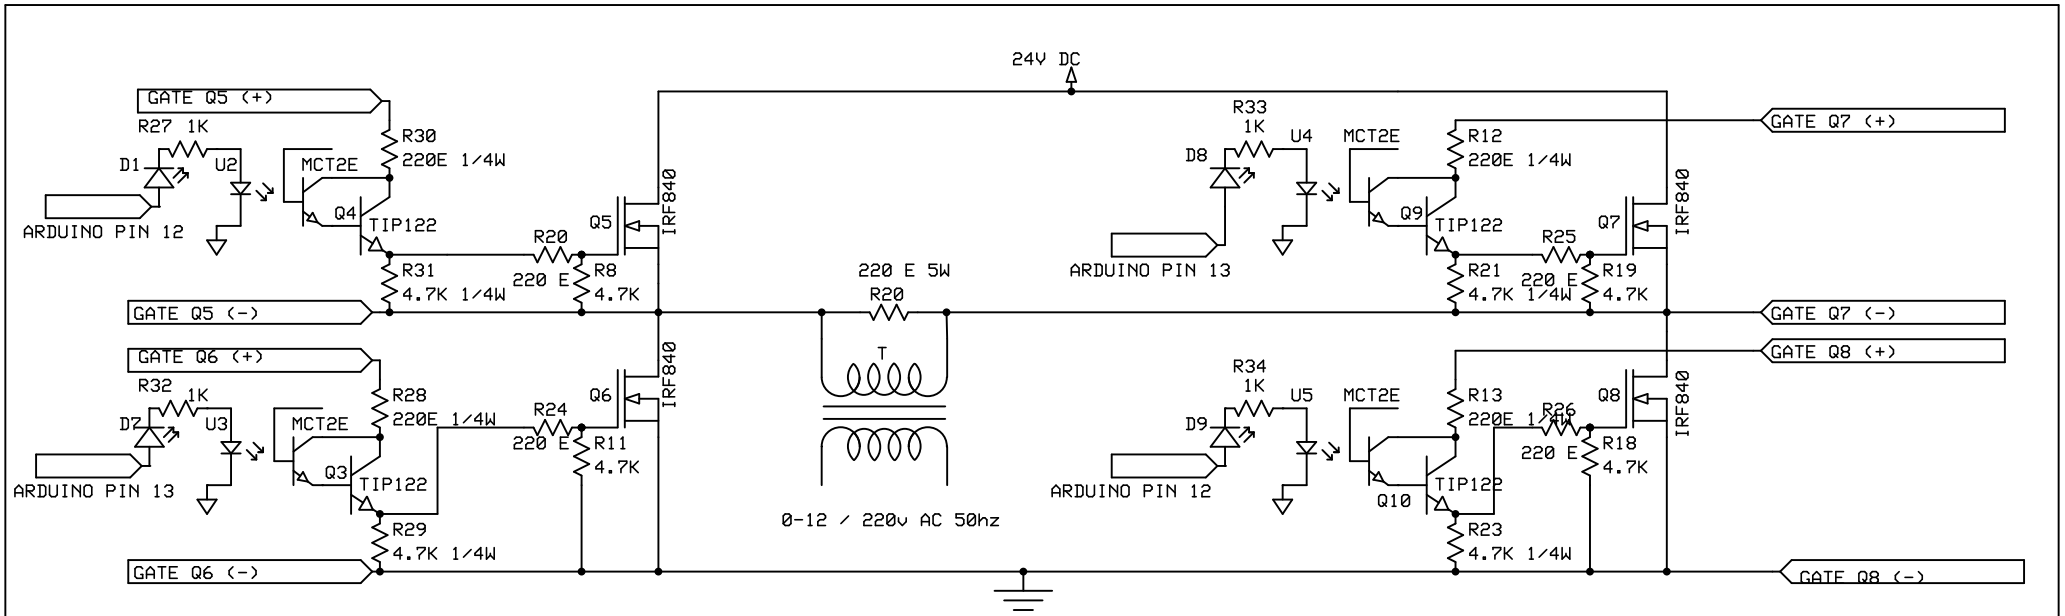 24V DC
GATE Q5 (+)
R27 1K
D1
U2
MCT2E
R30
220E 1/4W
Q4
TIP122
ARDUINO PIN 12
R31
4.7K 1/4W
R20
220 E
R8
4.7K
Q5
IRF840
GATE Q5 (-)
GATE Q6 (+)
R32
1K
D7
U3
MCT2E
R28
220E 1/4W
Q3
TIP122
ARDUINO PIN 13
R29
4.7K 1/4W
R24
220 E
R11
4.7K
Q6
IRF840
GATE Q6 (-)
220 E 5W
R20
T
0-12 / 220v AC 50hz
R33
1K
D8
U4
MCT2E
R12
220E 1/4W
Q9
TIP122
ARDUINO PIN 13
R21
4.7K 1/4W
R25
220 E
R19
4.7K
Q7
IRF840
GATE Q7 (+)
GATE Q7 (-)
GATE Q8 (+)
R34
1K
D9
U5
MCT2E
R13
220E 1/4W
Q10
TIP122
ARDUINO PIN 12
R23
4.7K 1/4W
R26
220 E
R18
4.7K
Q8
IRF840
GATE Q8 (-)